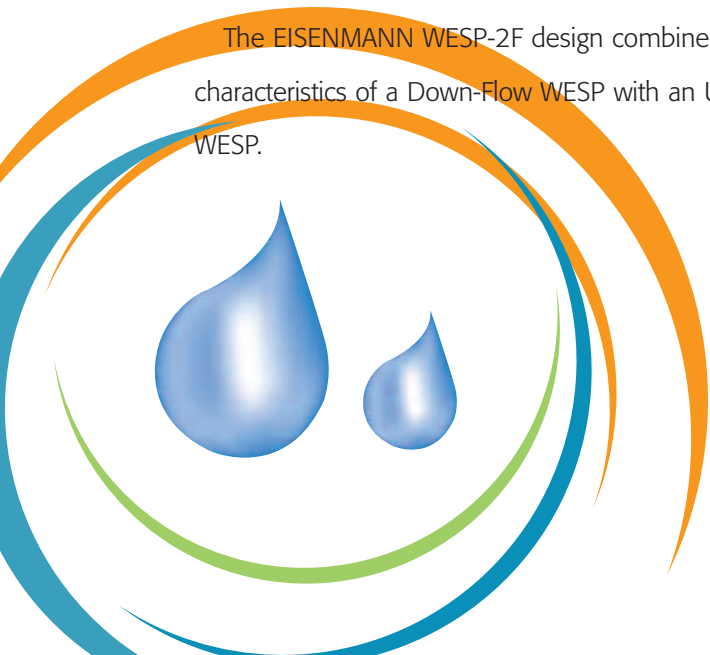 The EISENMANN WESP-2F design combine
characteristics of a Down-Flow WESP with an U
WESP.